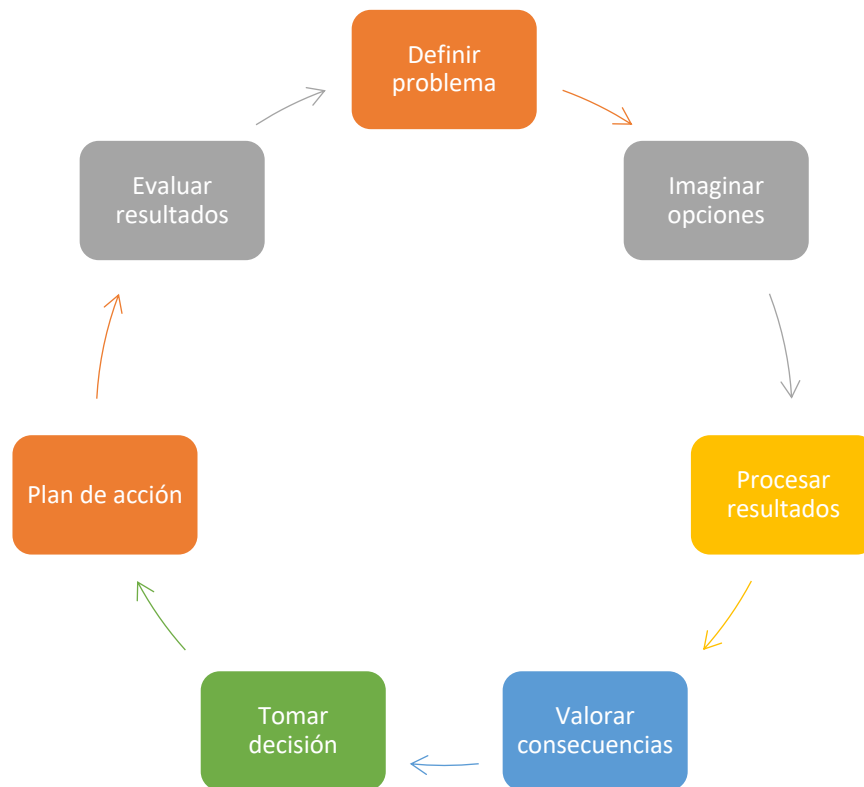 Definir
problema
Imaginar
opciones
Procesar
resultados
Valorar
consecuencias
Tomar
decisión
Plan de acción
Evaluar
resultados